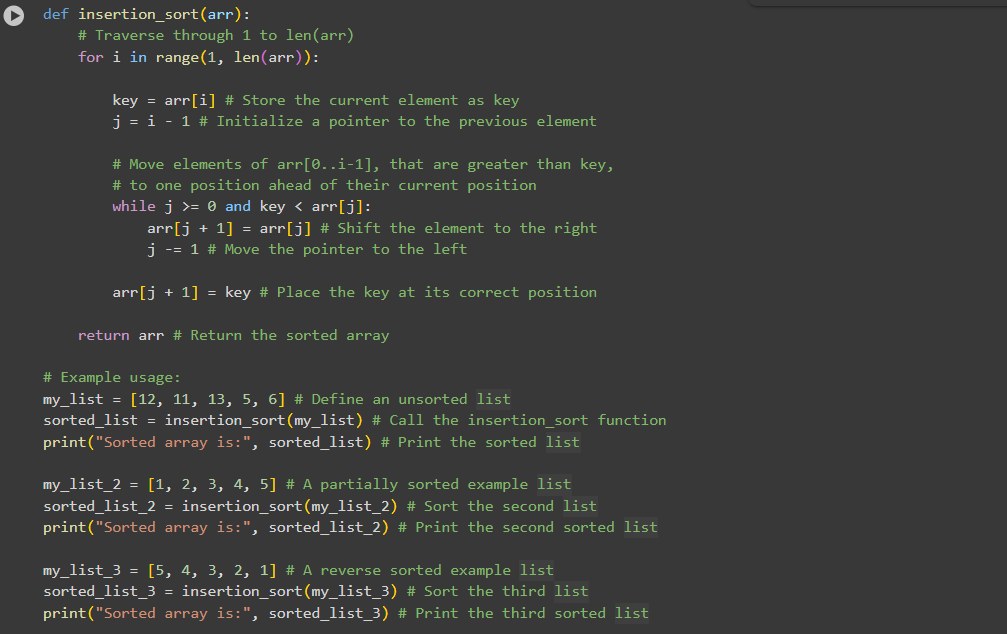 def insertion_sort(arr):
    # Traverse through 1 to len(arr)
    for i in range(1, len(arr)):

        key = arr[i] # Store the current element as key
        j = i - 1 # Initialize a pointer to the previous element

        # Move elements of arr[0..i-1], that are greater than key,
        # to one position ahead of their current position
        while j >= 0 and key < arr[j]:
            arr[j + 1] = arr[j] # Shift the element to the right
            j -= 1 # Move the pointer to the left

        arr[j + 1] = key # Place the key at its correct position

    return arr # Return the sorted array

# Example usage:
my_list = [12, 11, 13, 5, 6] # Define an unsorted list
sorted_list = insertion_sort(my_list) # Call the insertion_sort function
print("Sorted array is:", sorted_list) # Print the sorted list

my_list_2 = [1, 2, 3, 4, 5] # A partially sorted example list
sorted_list_2 = insertion_sort(my_list_2) # Sort the second list
print("Sorted array is:", sorted_list_2) # Print the second sorted list

my_list_3 = [5, 4, 3, 2, 1] # A reverse sorted example list
sorted_list_3 = insertion_sort(my_list_3) # Sort the third list
print("Sorted array is:", sorted_list_3) # Print the third sorted list